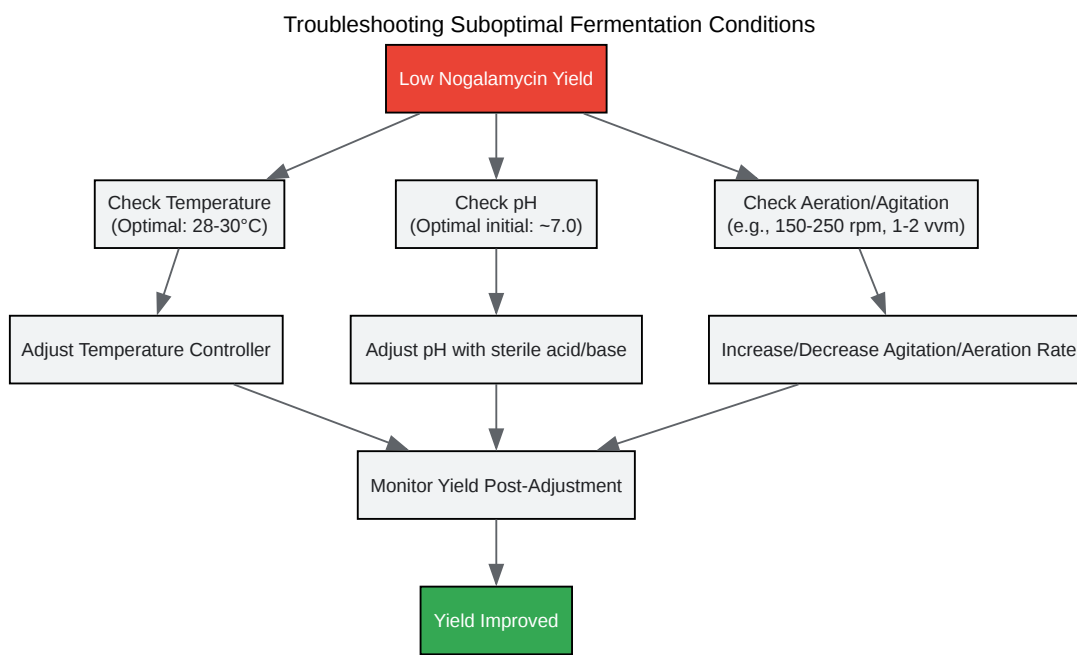 Troubleshooting Suboptimal Fermentation Conditions
Low Nogalamycin Yield
Check Temperature
(Optimal: 28-30°C)
Check pH
(Optimal initial: ~7.0)
Check Aeration/Agitation
(e.g., 150-250 rpm, 1-2 vvm)
Adjust Temperature Controller
Adjust pH with sterile acid/base
Increase/Decrease Agitation/Aeration Rate
Monitor Yield Post-Adjustment
Yield Improved